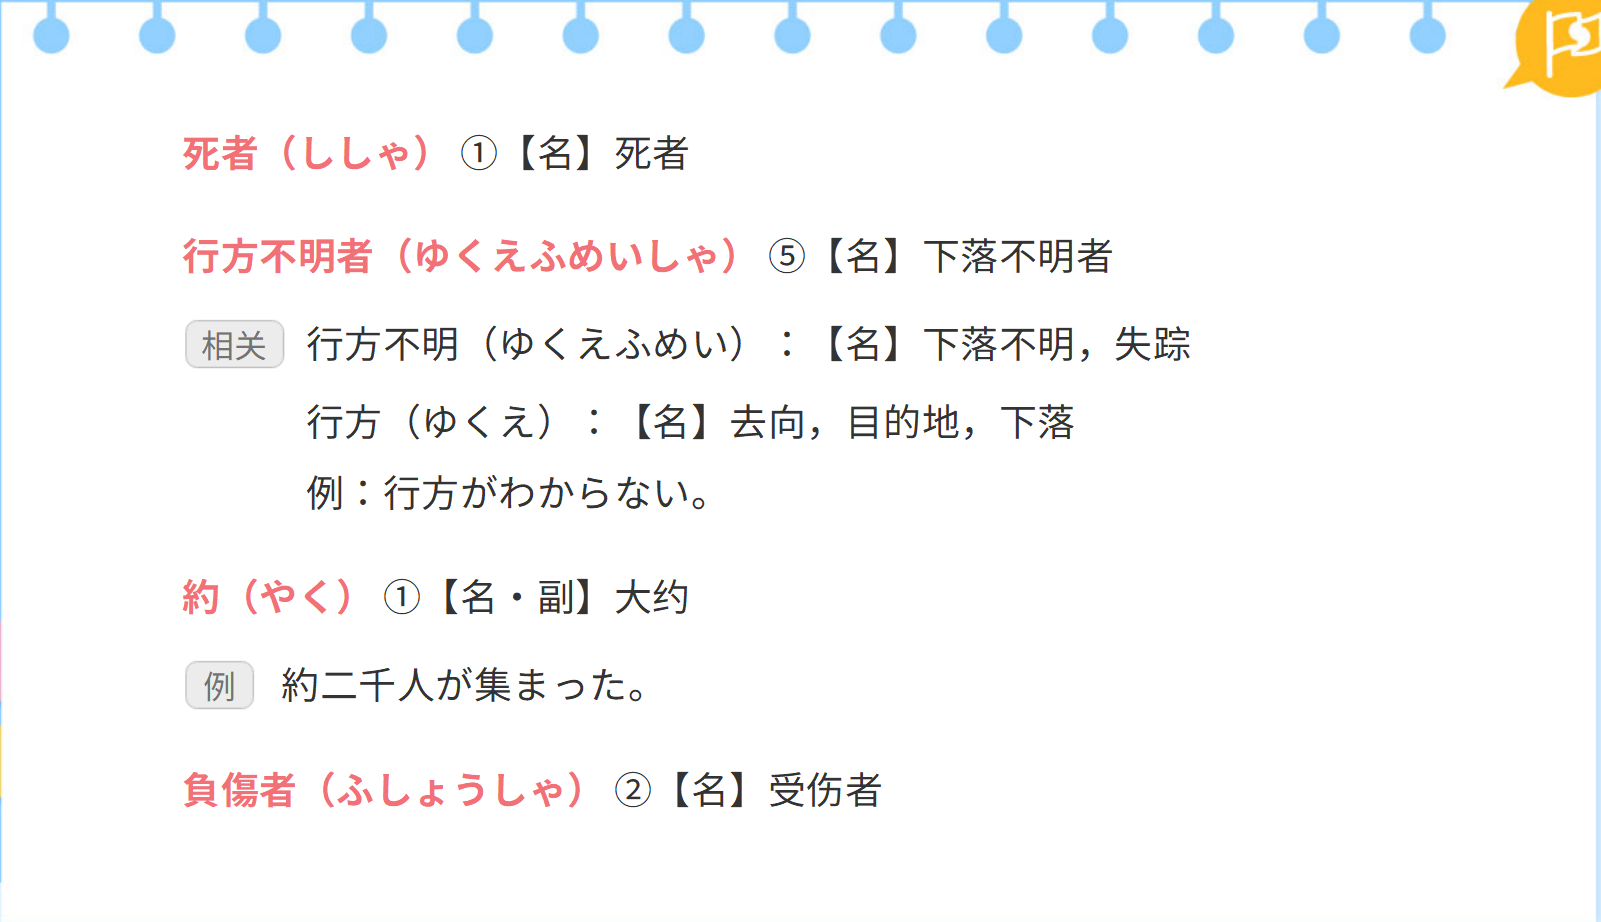 死者（ししゃ） ①【名】死者
行方不明者（ゆくえふめいしゃ） ⑤【名】下落不明者
相关 行方不明（ゆくえふめい）：【名】下落不明，失踪
行方（ゆくえ）：【名】去向，目的地，下落
例：行方がわからない。
約（やく） ①【名・副】大约
例 約二千人が集まった。
負傷者（ふしょうしゃ） ②【名】受伤者